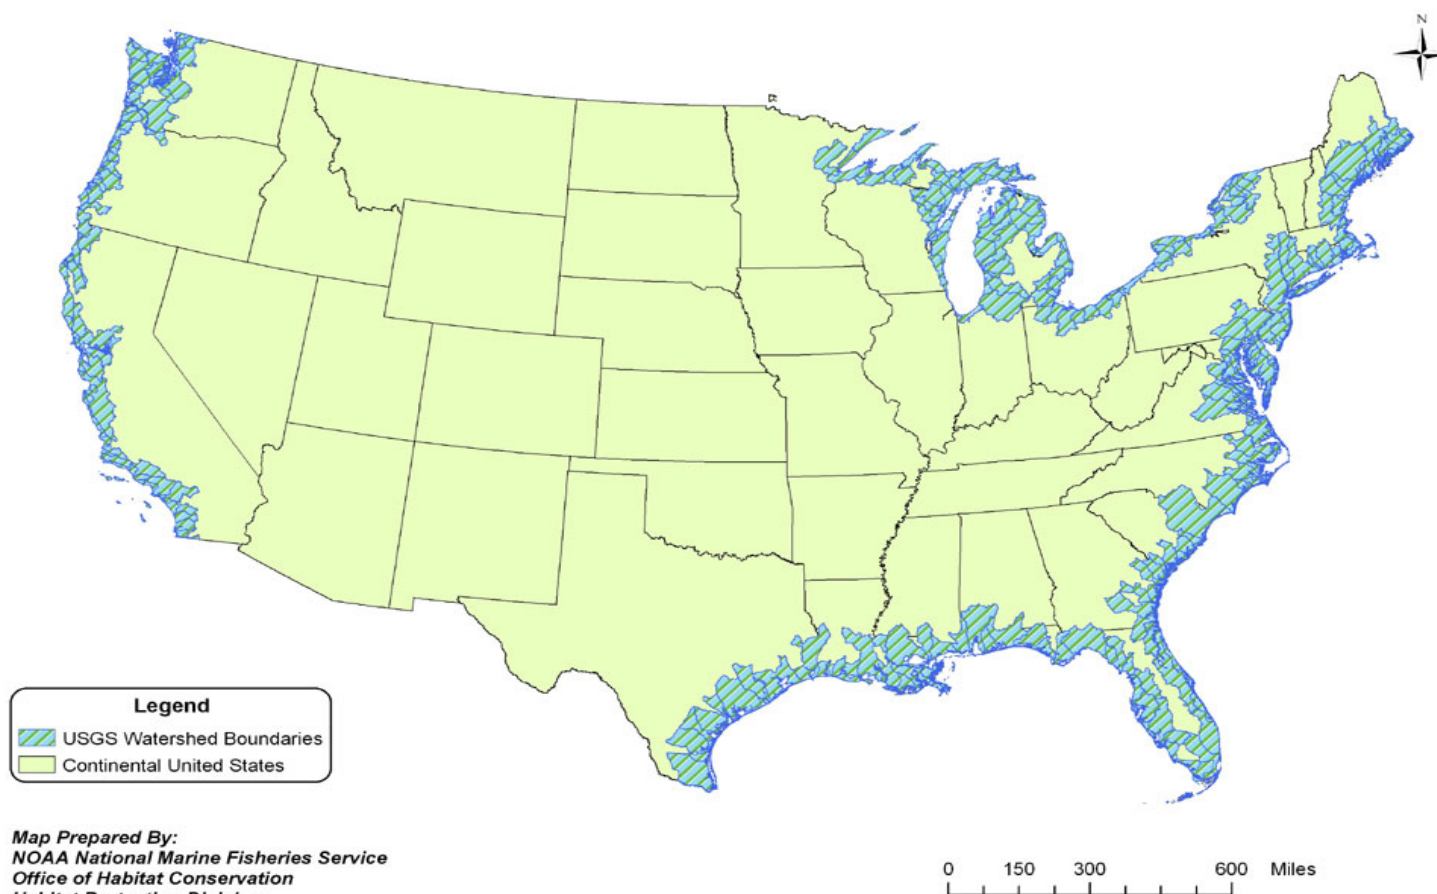 N
Legend
USGS Watershed Boundaries
Continental United States
Map Prepared By:
NOAA National Marine Fisheries Service
Office of Habitat Conservation
0 150 300 600 Miles